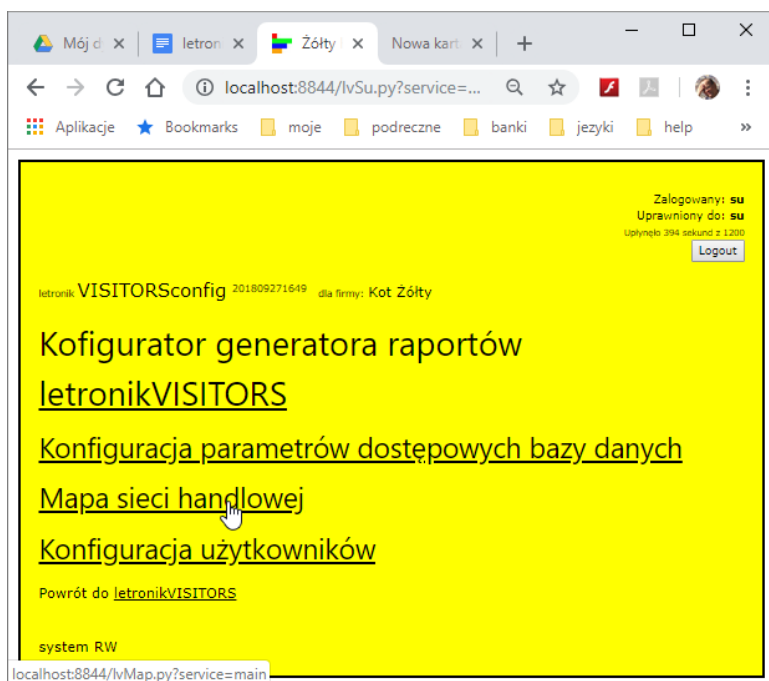 Mój d
letron
Żółty
Nowa kart
localhost:8844/lvSu.py?service=...
Aplikacje
Bookmarks
moje
podreczne
banki
jezyki
help
»
Zalogowany: su
Uprawniony do: su
Upłynęło 394 sekund z 1200
Logout
letronik VISITORSconfig 201809271649 dla firmy: Kot Żółty
Kofigurator generatora raportów
letronikVISITORS
Konfiguracja parametrów dostępowych bazy danych
Mapa sieci handlowej
Konfiguracja użytkowników
Powrót do letronikVISITORS
system RW
localhost:8844/lvMap.py?service=main